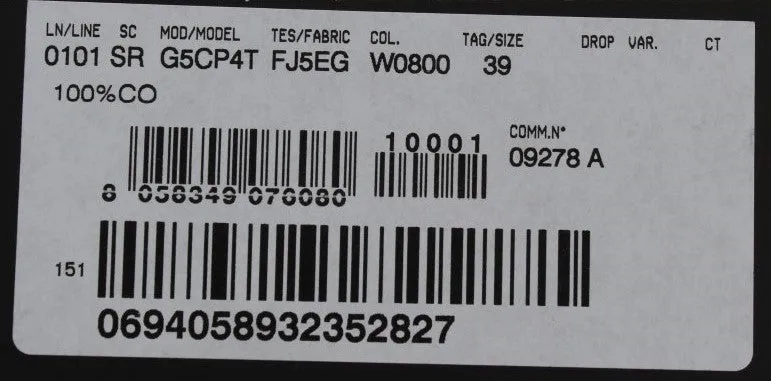 LN/LINE SC MOD/MODEL TES/FABRIC COL. TAG/SIZE DROP VAR. CT
0101 SR G5CP4T FJ5EG W0800 39
100%CO
10001 COMM.N°
09278 A
8 058349 076080
151
0694058932352827